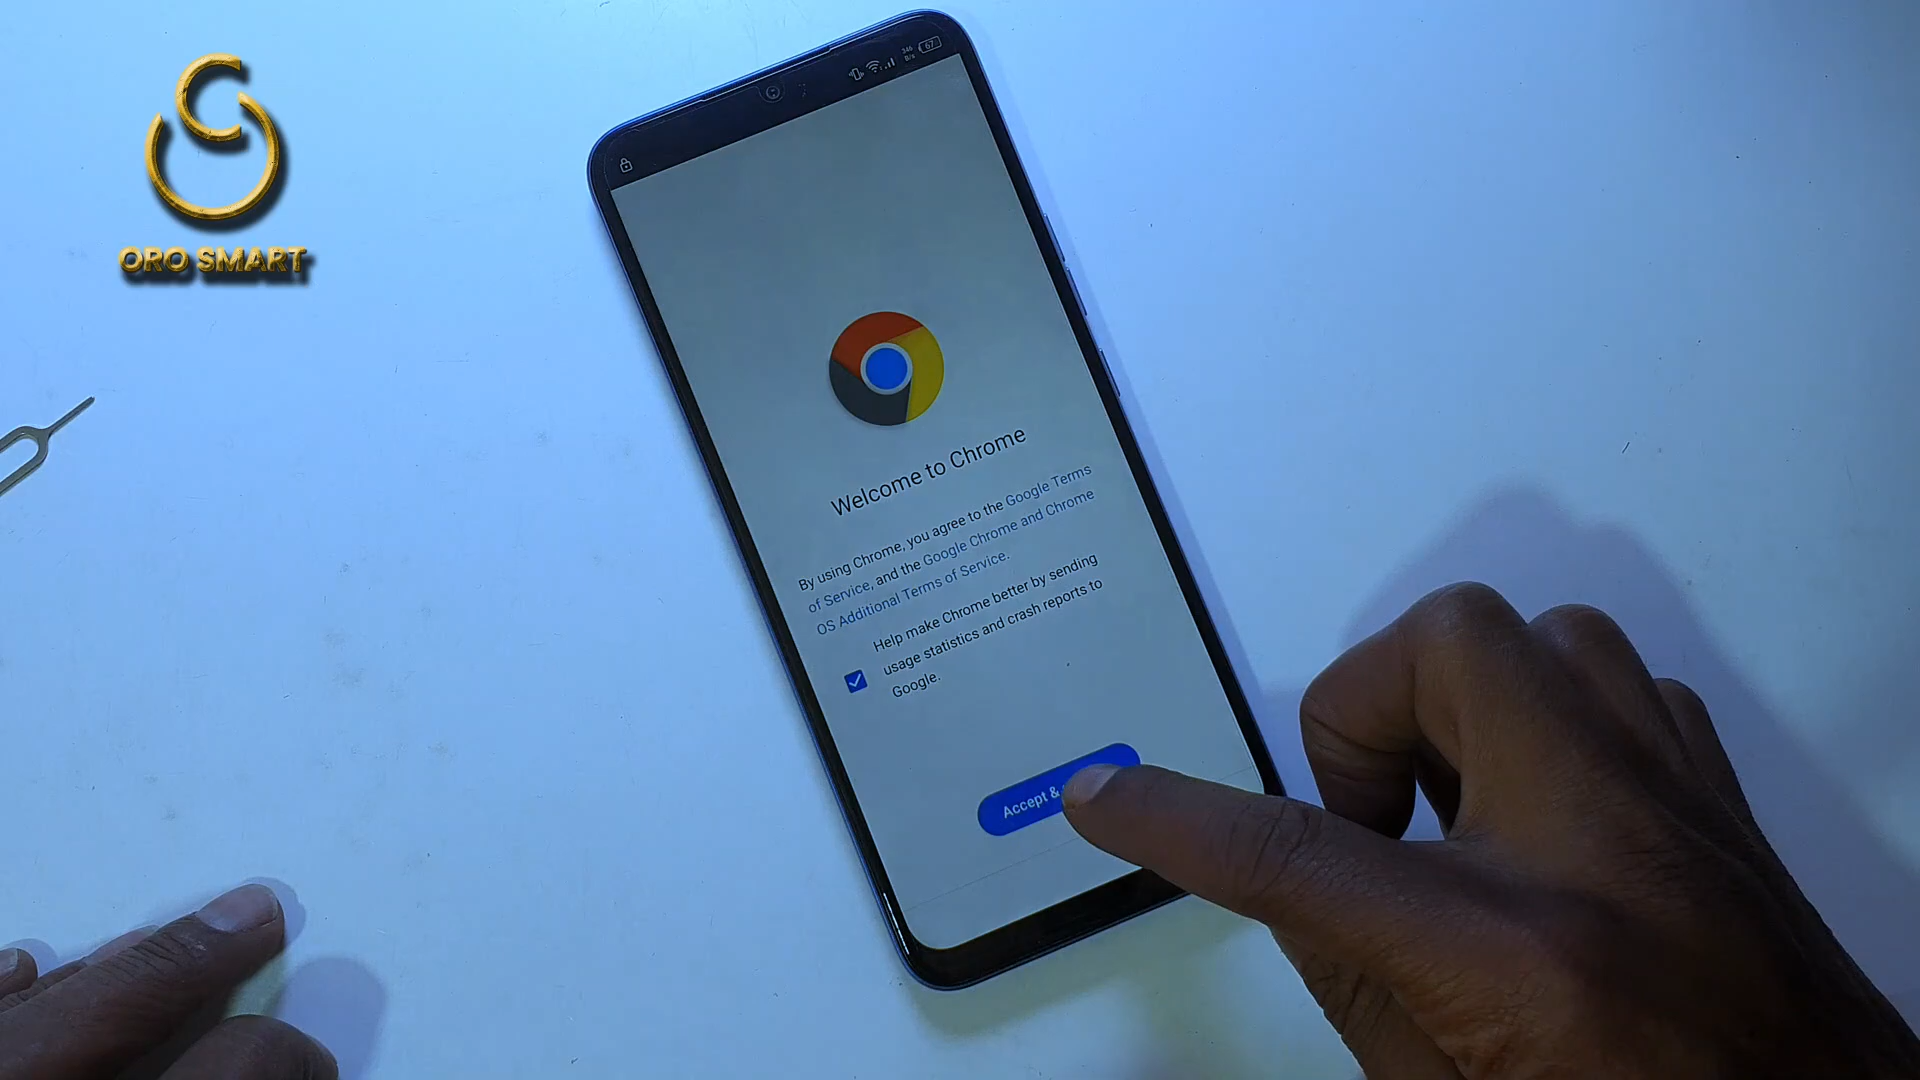 ORO SMART
346
B/s
67
Welcome to Chrome
By using Chrome, you agree to the Google Terms
of Service, and the Google Chrome and Chrome
OS Additional Terms of Service.
Help make Chrome better by sending
usage statistics and crash reports to
Google.
Accept &